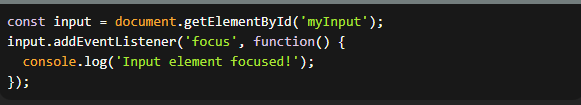 const input = document.getElementById('myInput');
input.addEventListener('focus', function() {
  console.log('Input element focused!');
});